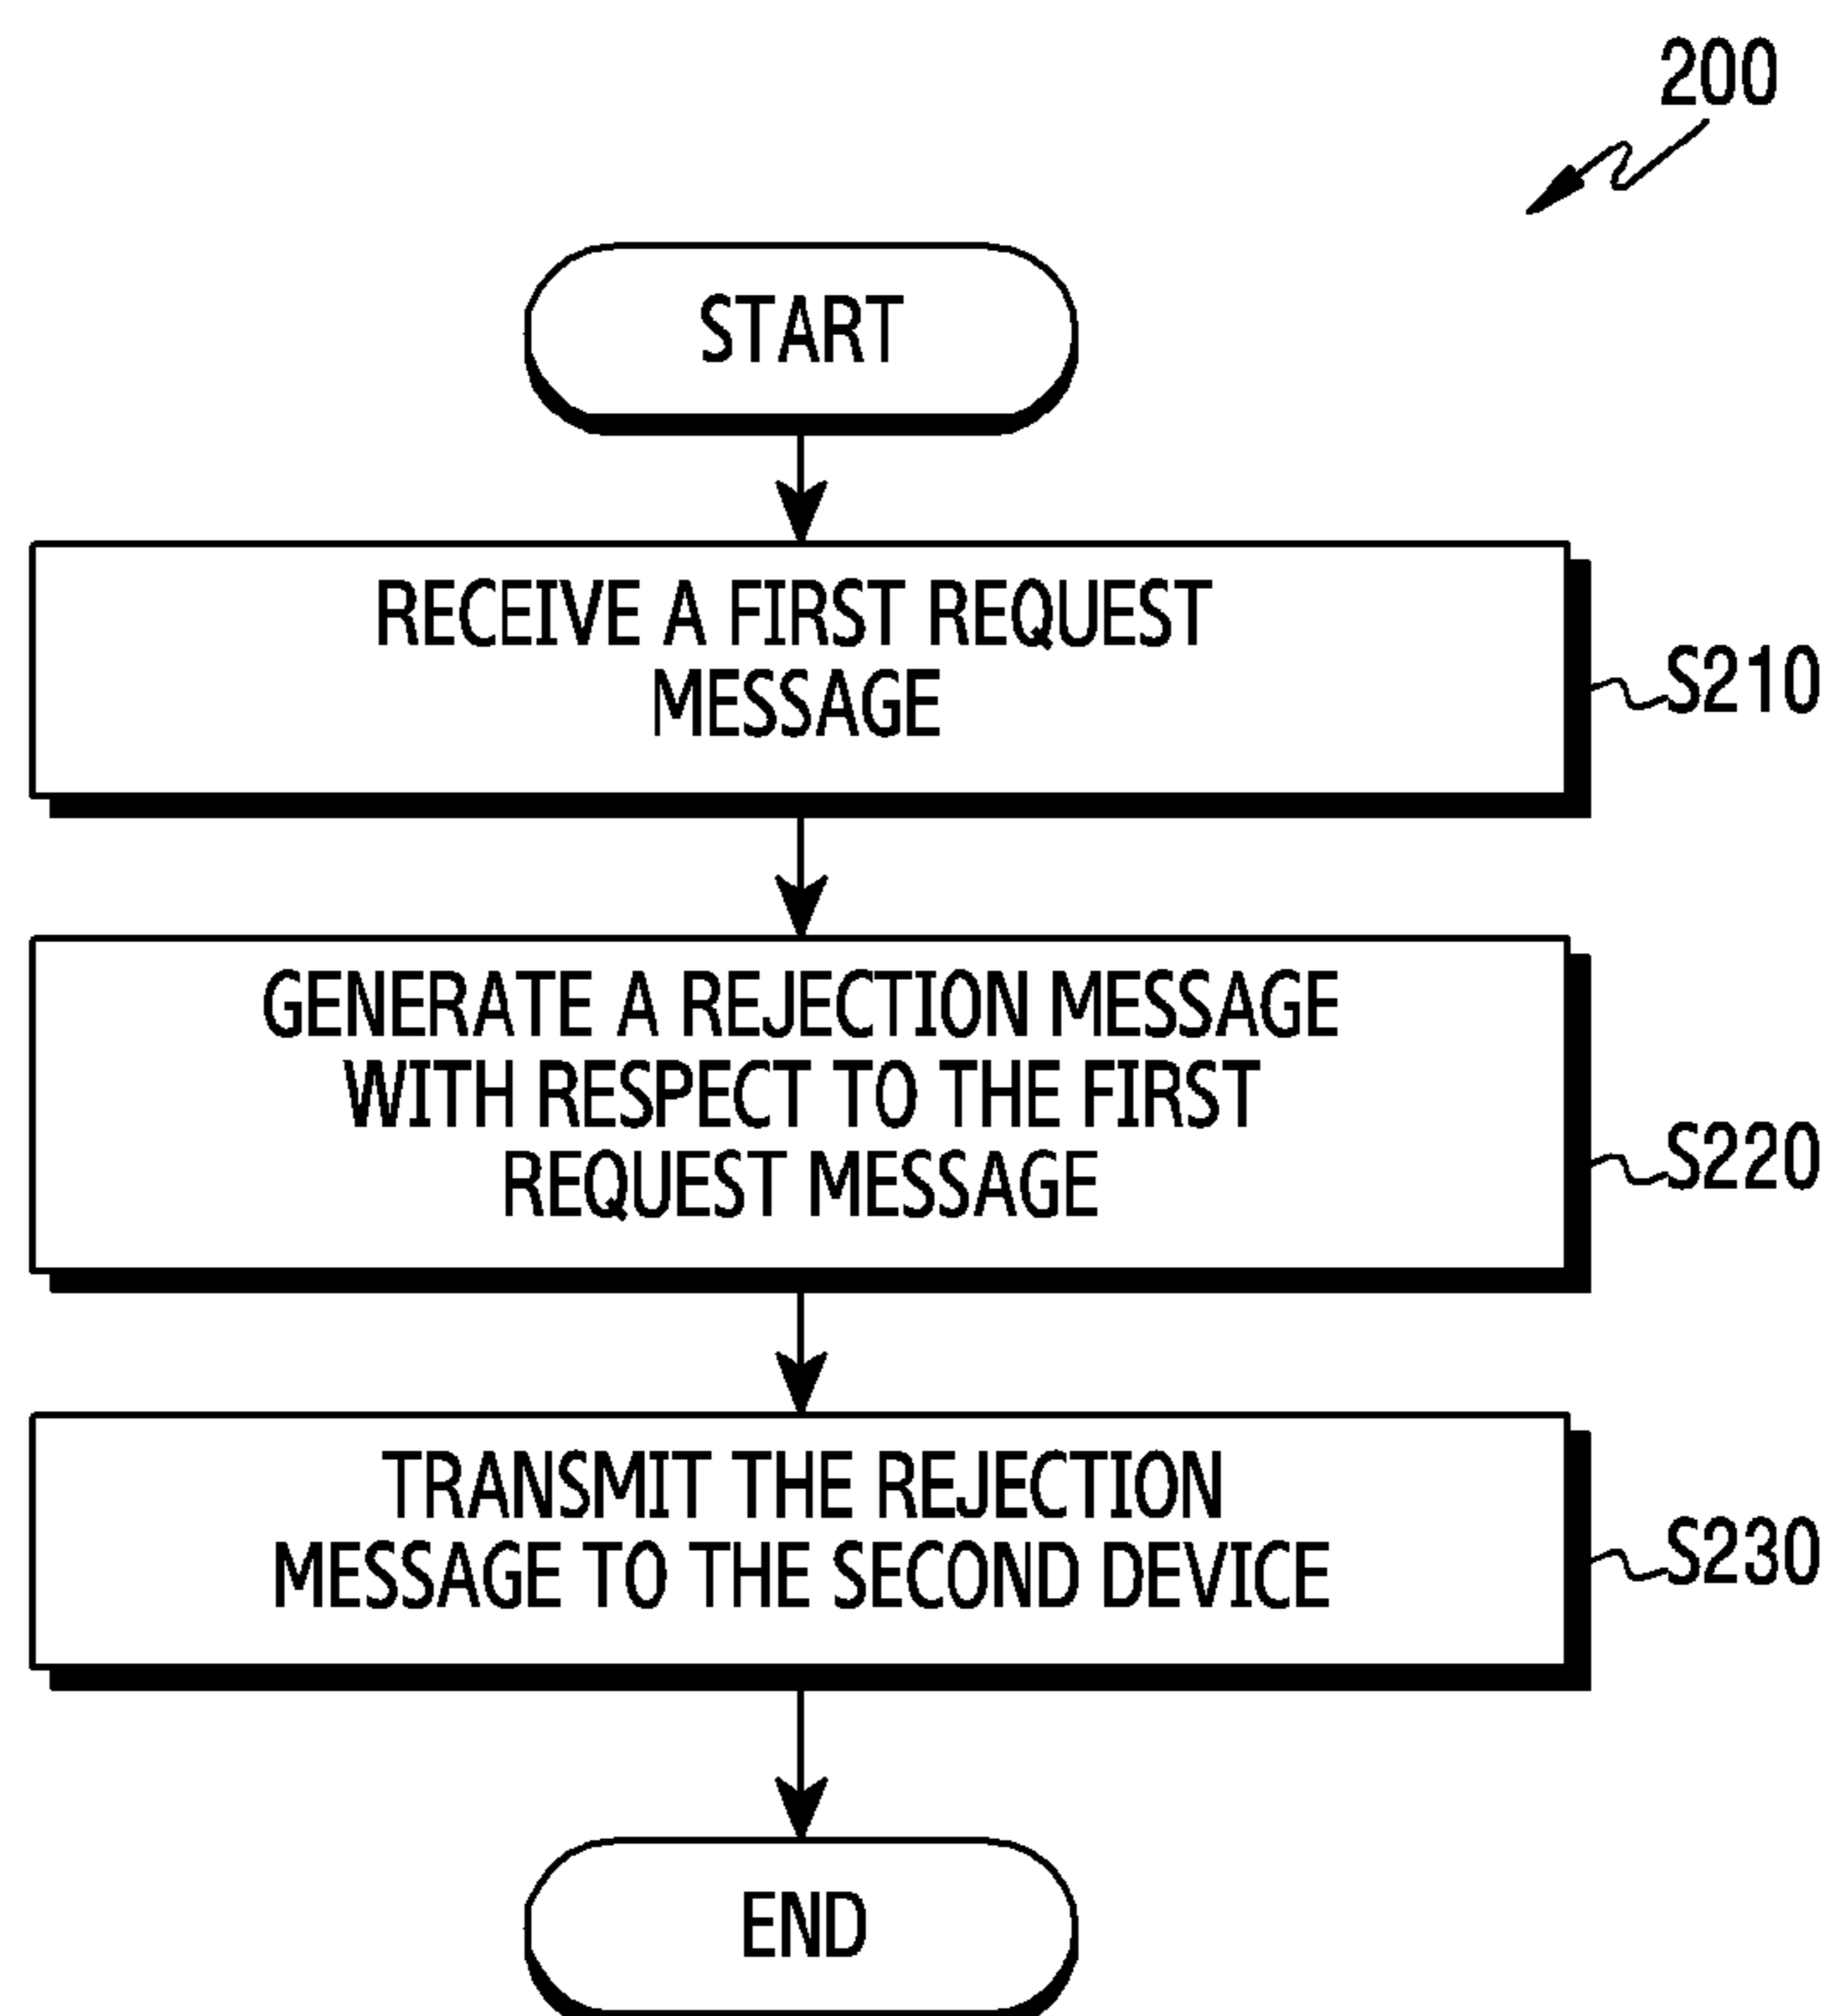 200
START
RECEIVE A FIRST REQUEST
MESSAGE
S210
GENERATE A REJECTION MESSAGE
WITH RESPECT TO THE FIRST
REQUEST MESSAGE
S220
TRANSMIT THE REJECTION
MESSAGE TO THE SECOND DEVICE
S230
END